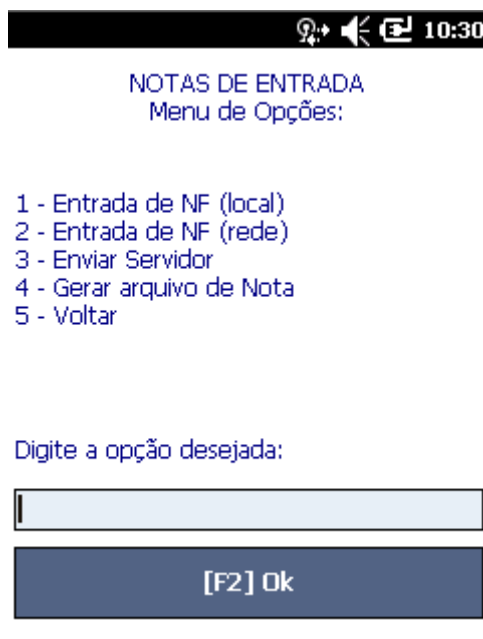 10:30
NOTAS DE ENTRADA
Menu de Opções:
1 - Entrada de NF (local)
2 - Entrada de NF (rede)
3 - Enviar Servidor
4 - Gerar arquivo de Nota
5 - Voltar
Digite a opção desejada:
[F2] Ok